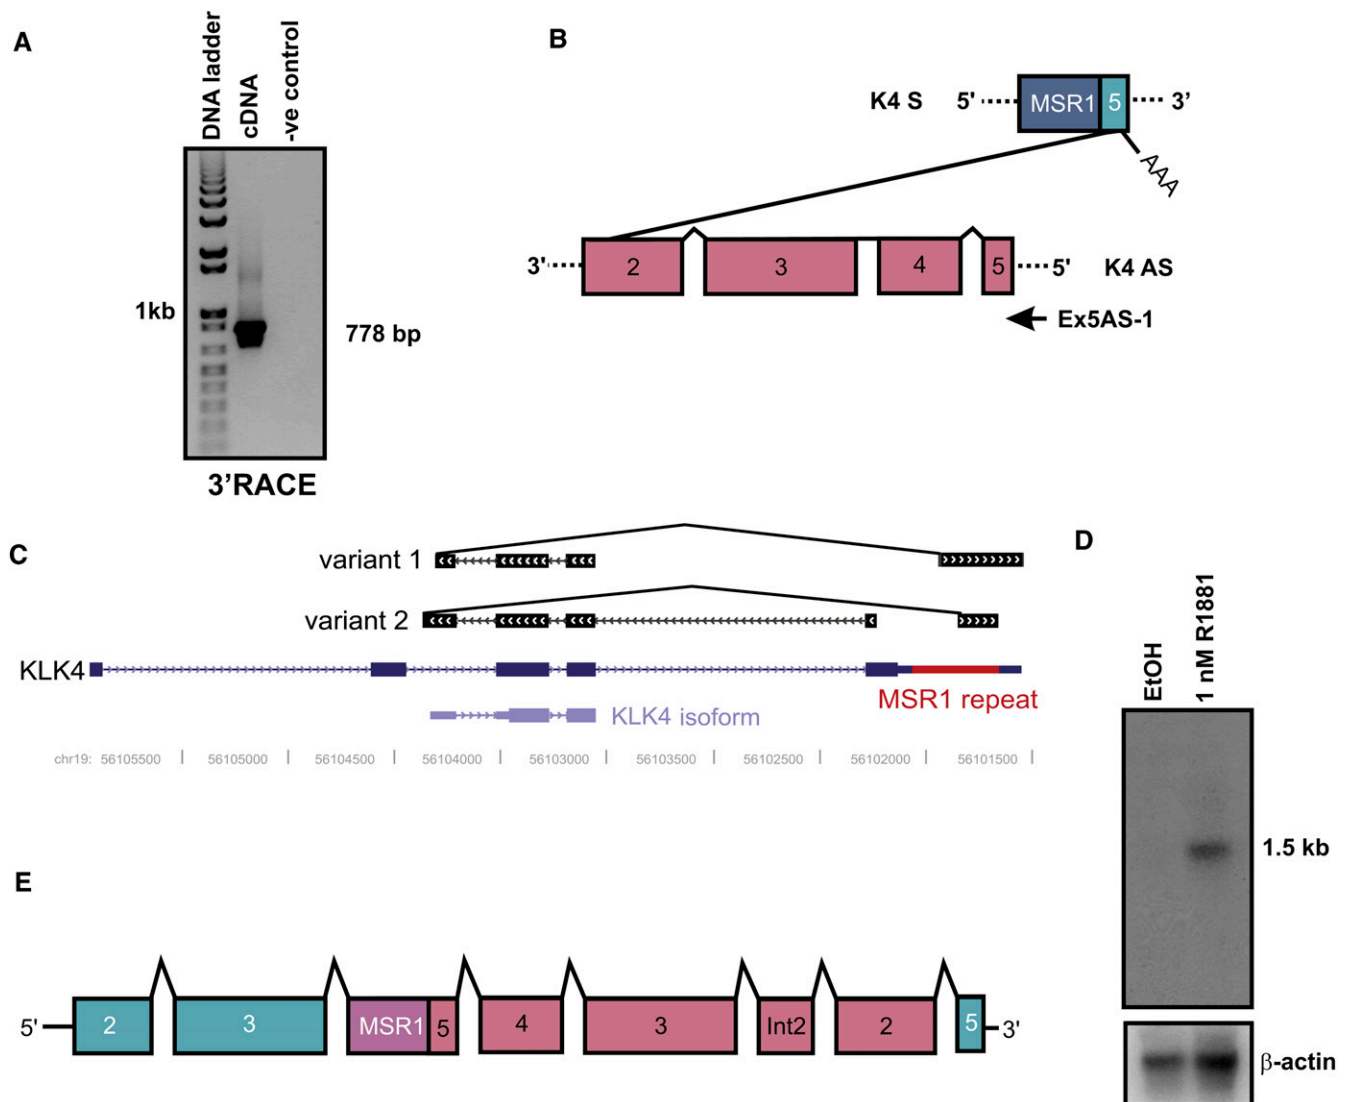 A
DNA ladder
cDNA
-ve control
1kb
778 bp
3’RACE
B
K4 S 5' MSR1 5 3’
AAA
3' 2 3 4 5 5' K4 AS
Ex5AS-1
C
variant 1
variant 2
KLK4
MSR1 repeat
KLK4 isoform
chr19: 56105500 56105000 56104500 56104000 56103000 56103500 56102500 56102000 56101500
D
EtOH
1 nM R1881
1.5 kb
β-actin
E
5' 2 3 MSR1 5 4 3 Int2 2 5 3'